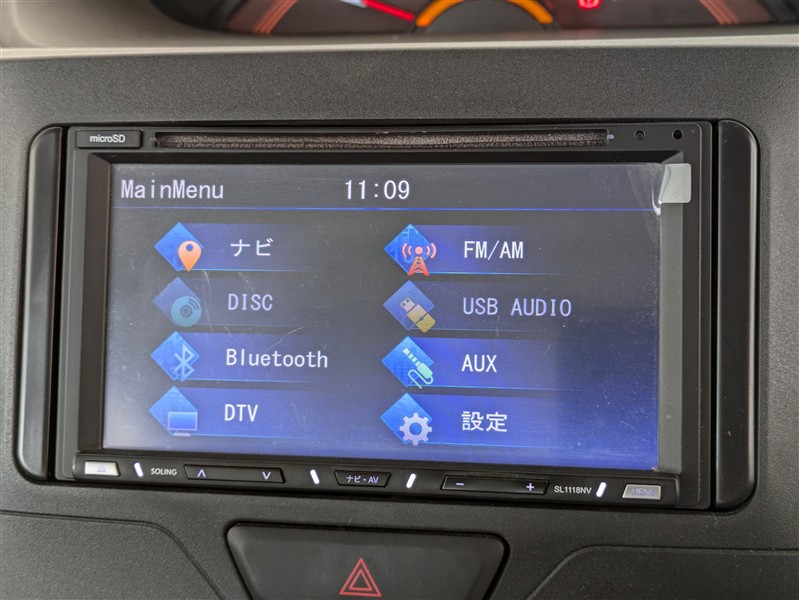 microSD
MainMenu 11:09
ナビ FM/AM
DISC USB AUDIO
Bluetooth AUX
DTV 設定
SOLING ナビ・AV − + SL1118NV